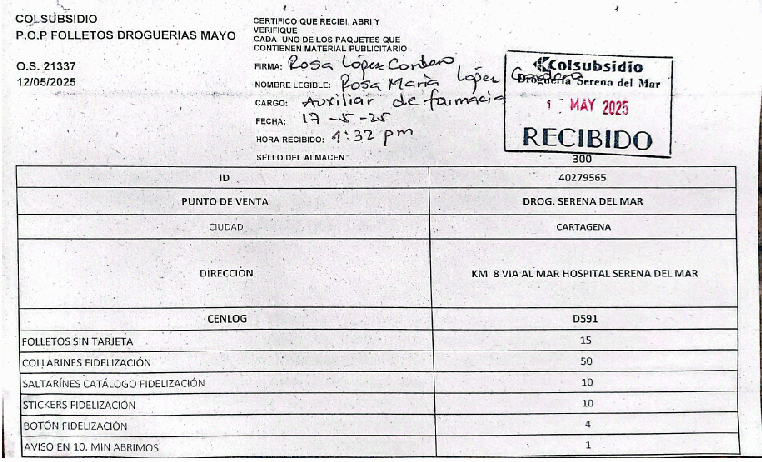 COLSUBSIDIO
P.O.P FOLLETOS DROGUERIAS MAYO
O.S. 21337
12/05/2025
CERTIFICO QUE RECIBI, ABRI Y
VERIFIQUE
CADA UNO DE LOS PAQUETES QUE
CONTIENEN MATERIAL PUBLICITARIO
FIRMA: Rosa López Cordero
NOMBRE LEGIBLE: Rosa María López Cordero
CARGO: Auxiliar de farmacia
FECHA: 17-5-25
HORA RECIBIDO: 4:32 pm
SELLO DEL ALMACEN
Colsubsidio
Droguería Serena del Mar
MAY 2025
RECIBIDO
300
ID 40279565
PUNTO DE VENTA DROG. SERENA DEL MAR
CIUDAD CARTAGENA
DIRECCIÓN KM 8 VIA AL MAR HOSPITAL SERENA DEL MAR
CENLOG D591
FOLLETOS SIN TARJETA 15
COLLARINES FIDELIZACIÓN 50
SALTARÍNES CATÁLOGO FIDELIZACIÓN 10
STICKERS FIDELIZACIÓN 10
BOTÓN FIDELIZACIÓN 4
AVISO EN 10. MIN ABRIMOS 1